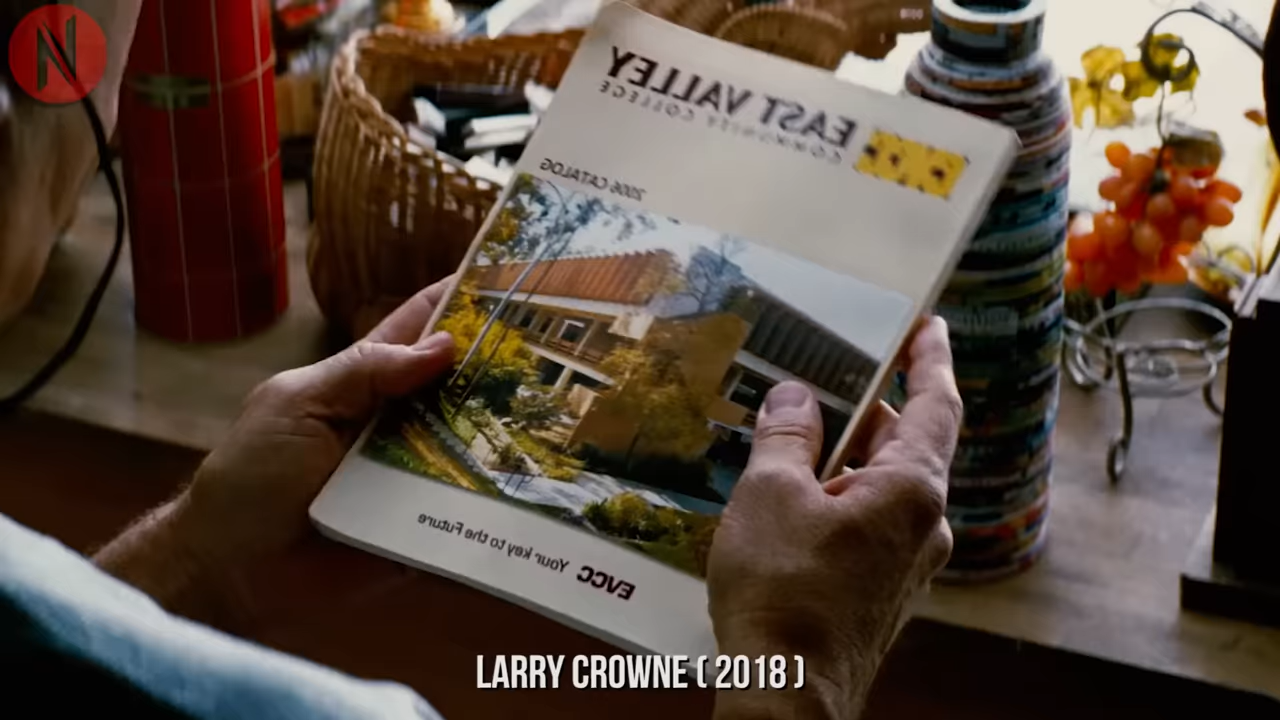 N
EAST VALLEY
COMMUNITY COLLEGE
2006 CATALOG
Your key to the Future
EVCC
LARRY CROWNE ( 2018 )